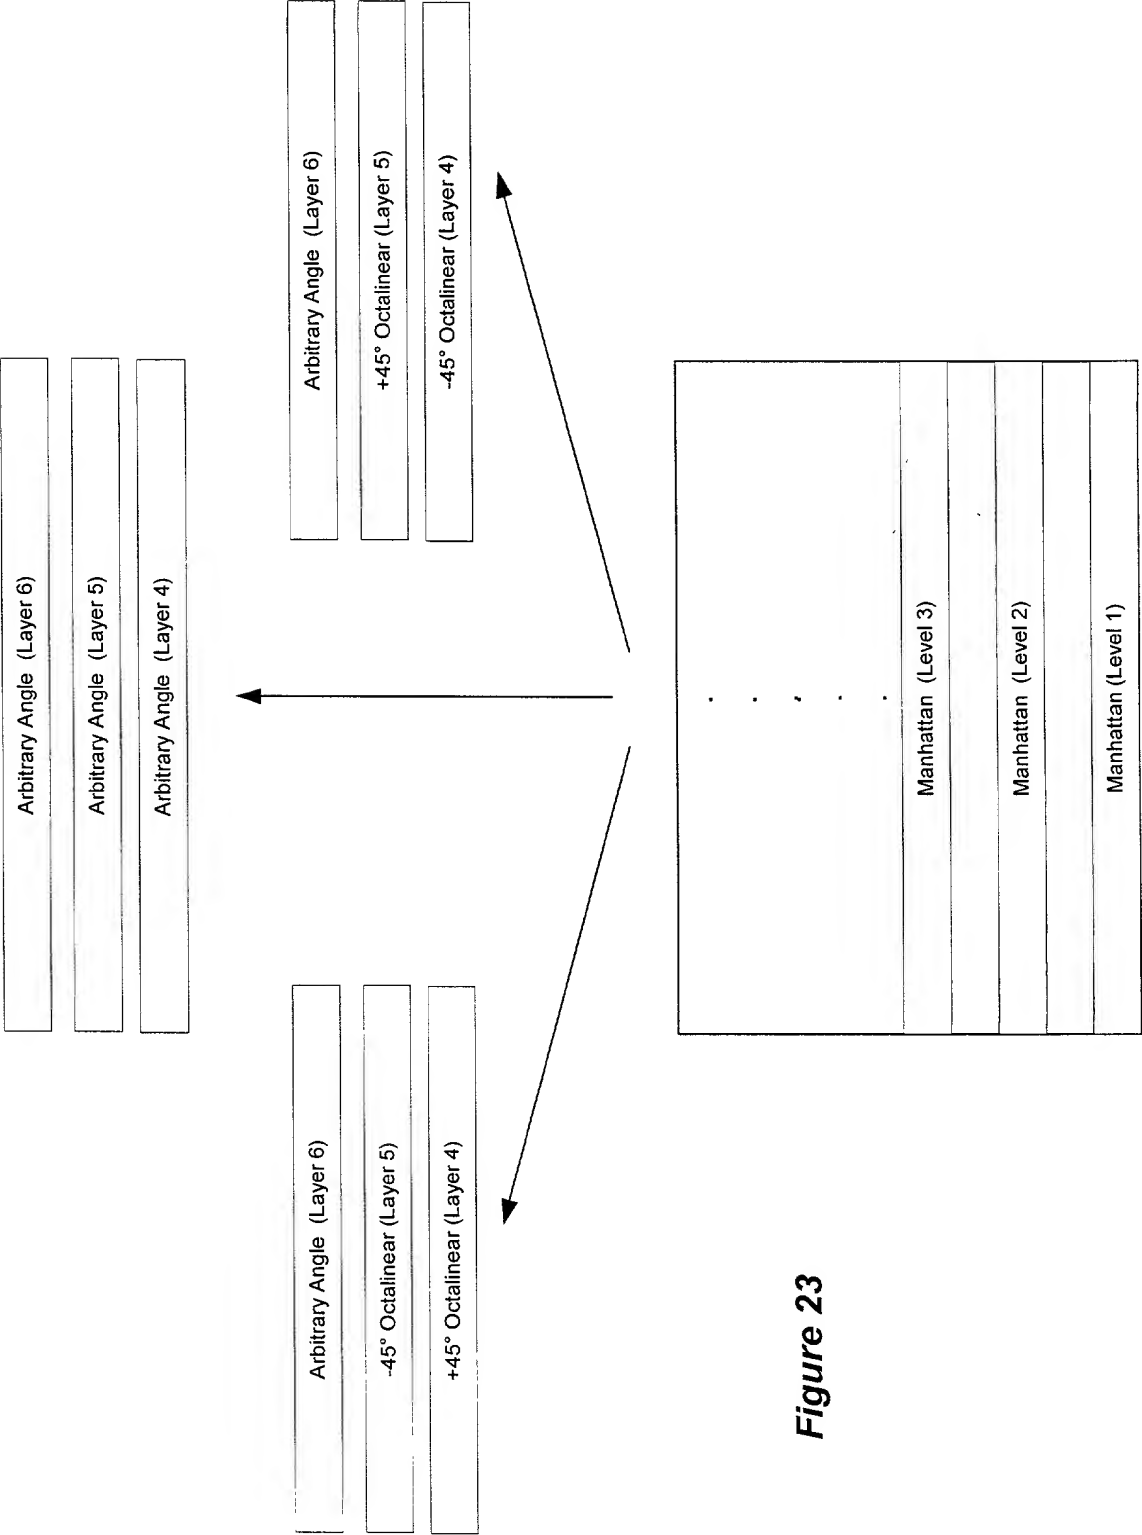 Arbitrary Angle (Layer 6)
Arbitrary Angle (Layer 5)
Arbitrary Angle (Layer 4)
Arbitrary Angle (Layer 6)
-45° Octalinear (Layer 5)
+45° Octalinear (Layer 4)
Arbitrary Angle (Layer 6)
+45° Octalinear (Layer 5)
-45° Octalinear (Layer 4)
Manhattan (Level 3)
Manhattan (Level 2)
Manhattan (Level 1)
Figure 23